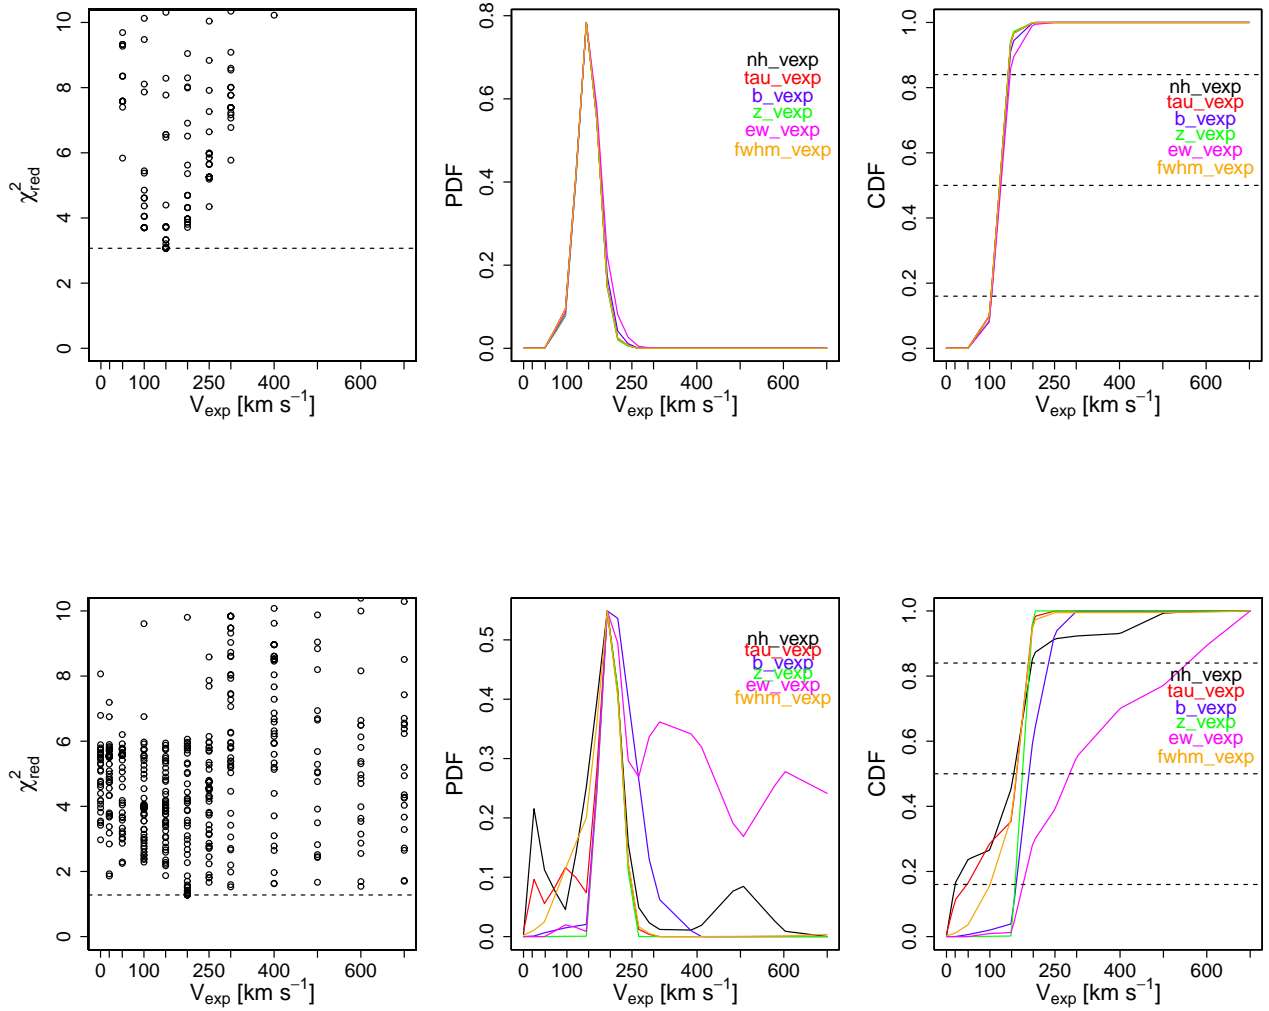 χ²red
10
8
6
4
2
0
0 100 250 400 600
Vexp [km s−1]
PDF
0.8
0.6
0.4
0.2
0.0
nh_vexp
tau_vexp
b_vexp
z_vexp
ew_vexp
fwhm_vexp
0 100 250 400 600
Vexp [km s−1]
CDF
1.0
0.8
0.6
0.4
0.2
0.0
nh_vexp
tau_vexp
b_vexp
z_vexp
ew_vexp
fwhm_vexp
0 100 250 400 600
Vexp [km s−1]
χ²red
10
8
6
4
2
0
0 100 250 400 600
Vexp [km s−1]
PDF
0.5
0.4
0.3
0.2
0.1
0.0
nh_vexp
tau_vexp
b_vexp
z_vexp
ew_vexp
fwhm_vexp
0 100 250 400 600
Vexp [km s−1]
CDF
1.0
0.8
0.6
0.4
0.2
0.0
nh_vexp
tau_vexp
b_vexp
z_vexp
ew_vexp
fwhm_vexp
0 100 250 400 600
Vexp [km s−1]